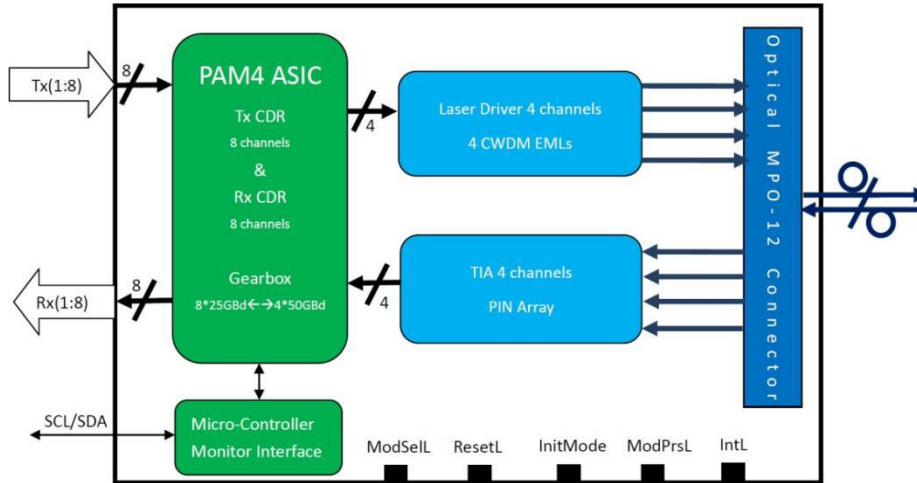 Tx(1:8)
8
PAM4 ASIC
Tx CDR
8 channels
&
Rx CDR
8 channels
Gearbox
8*25GBd←→4*50GBd
4
Laser Driver 4 channels
4 CWDM EMLs
Optical MPO-12 Connector
Rx(1:8)
8
4
TIA 4 channels
PIN Array
SCL/SDA
Micro-Controller
Monitor Interface
ModSelL
ResetL
InitMode
ModPrsL
IntL